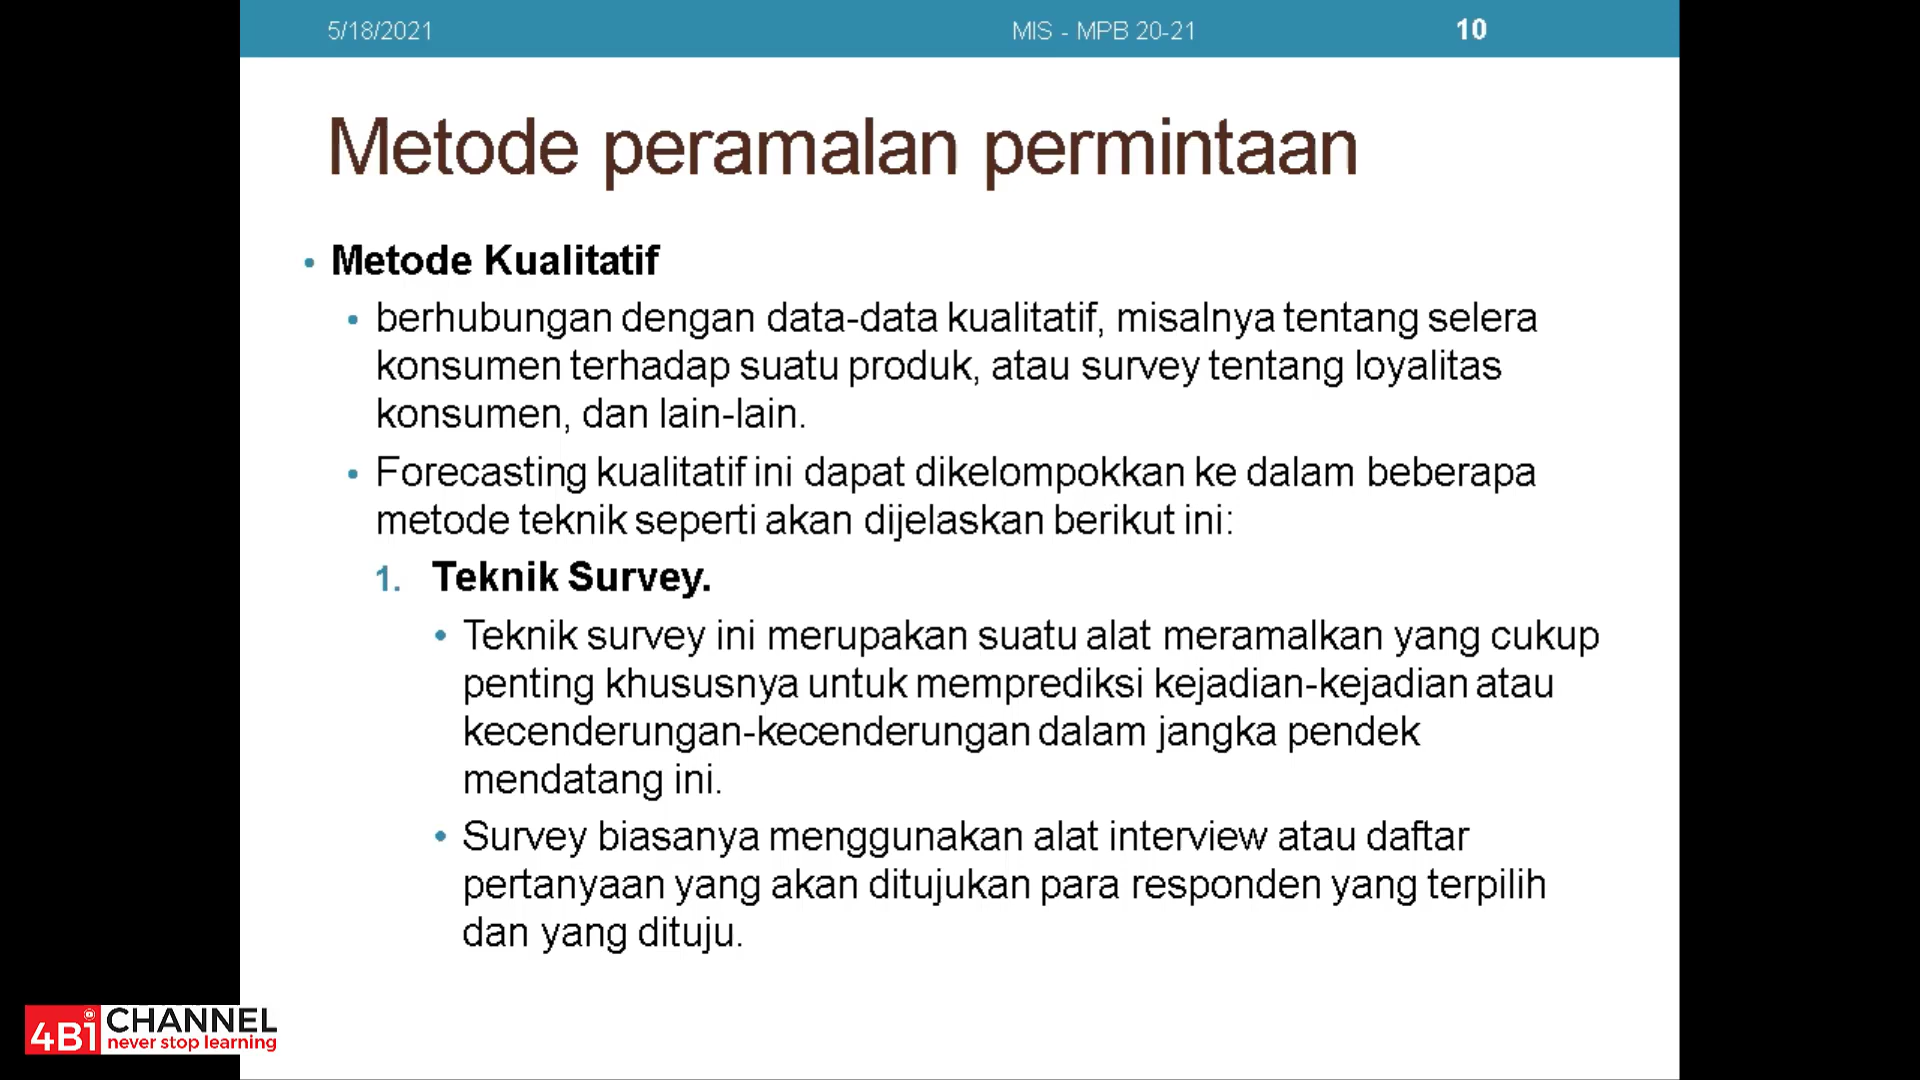 5/18/2021
MIS - MPB 20-21
10
Metode peramalan permintaan
• Metode Kualitatif
• berhubungan dengan data-data kualitatif, misalnya tentang selera
konsumen terhadap suatu produk, atau survey tentang loyalitas
konsumen, dan lain-lain.
• Forecasting kualitatif ini dapat dikelompokkan ke dalam beberapa
metode teknik seperti akan dijelaskan berikut ini:
1. Teknik Survey.
• Teknik survey ini merupakan suatu alat meramalkan yang cukup
penting khususnya untuk memprediksi kejadian-kejadian atau
kecenderungan-kecenderungan dalam jangka pendek
mendatang ini.
• Survey biasanya menggunakan alat interview atau daftar
pertanyaan yang akan ditujukan para responden yang terpilih
dan yang dituju.
4Bi CHANNEL
never stop learning